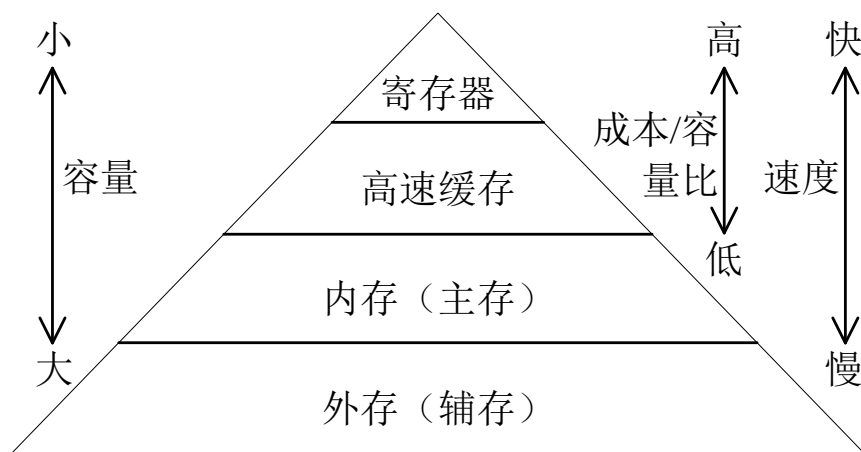 小
高
快
寄存器
成本/容
量比
容量
高速缓存
速度
低
内存（主存）
大
慢
外存（辅存）